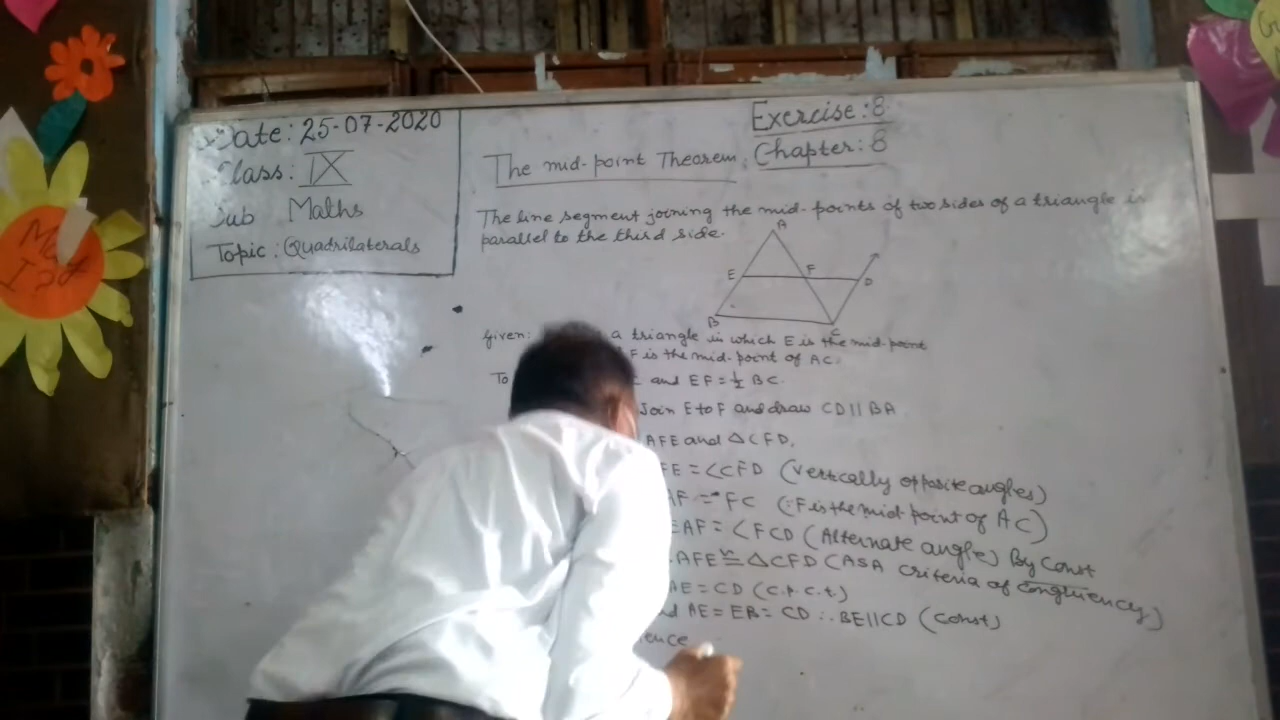 Date: 25-07-2020
Class: IX
Sub Maths
Topic: Quadrilaterals
Exercise: 8
Chapter: 8
The mid-point Theorem:
The line segment joining the mid-points of two sides of a triangle is
parallel to the third side.
A
E F D
B C
Given: a triangle in which E is the mid-point
F is the mid-point of AC.
To and EF = ½ BC.
Join E to F and draw CD || BA
AFE and △CFD,
FE = ∠CFD (Vertically opposite angles)
AF = FC (∵F is the mid-point of AC)
EAF = ∠FCD (Alternate angle) By Const
AFE ≅ △CFD (ASA criteria of congruency)
AE = CD (C.P.C.t.)
AE = EB = CD ∴ BE || CD (Const)
ence